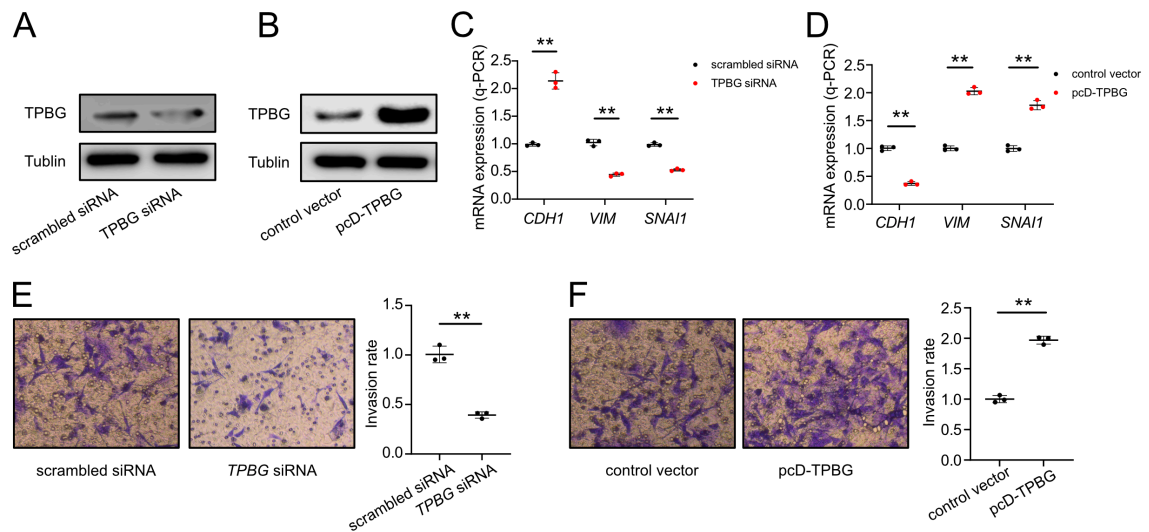 A
TPBG
Tublin
scrambled siRNA
TPBG siRNA
B
TPBG
Tublin
control vector
pcD-TPBG
C
mRNA expression (q-PCR)
2.5
2.0
1.5
1.0
0.5
0.0
**
**
**
CDH1
VIM
SNAI1
scrambled siRNA
TPBG siRNA
D
mRNA expression (q-PCR)
2.5
2.0
1.5
1.0
0.5
0.0
**
**
**
CDH1
VIM
SNAI1
control vector
pcD-TPBG
E
scrambled siRNA
TPBG siRNA
Invasion rate
1.5
1.0
0.5
0.0
**
scrambled siRNA
TPBG siRNA
F
control vector
pcD-TPBG
Invasion rate
2.5
2.0
1.5
1.0
0.5
0.0
**
control vector
pcD-TPBG